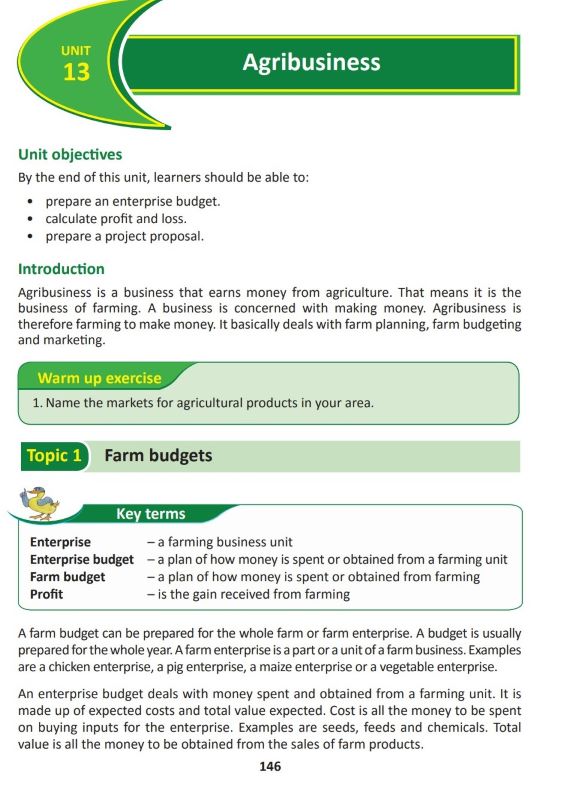 UNIT
13
Agribusiness
Unit objectives
By the end of this unit, learners should be able to:
• prepare an enterprise budget.
• calculate profit and loss.
• prepare a project proposal.
Introduction
Agribusiness is a business that earns money from agriculture. That means it is the
business of farming. A business is concerned with making money. Agribusiness is
therefore farming to make money. It basically deals with farm planning, farm budgeting
and marketing.
Warm up exercise
1. Name the markets for agricultural products in your area.
Topic 1 Farm budgets
Key terms
Enterprise – a farming business unit
Enterprise budget – a plan of how money is spent or obtained from a farming unit
Farm budget – a plan of how money is spent or obtained from farming
Profit – is the gain received from farming
A farm budget can be prepared for the whole farm or farm enterprise. A budget is usually
prepared for the whole year. A farm enterprise is a part or a unit of a farm business. Examples
are a chicken enterprise, a pig enterprise, a maize enterprise or a vegetable enterprise.
An enterprise budget deals with money spent and obtained from a farming unit. It is
made up of expected costs and total value expected. Cost is all the money to be spent
on buying inputs for the enterprise. Examples are seeds, feeds and chemicals. Total
value is all the money to be obtained from the sales of farm products.
146